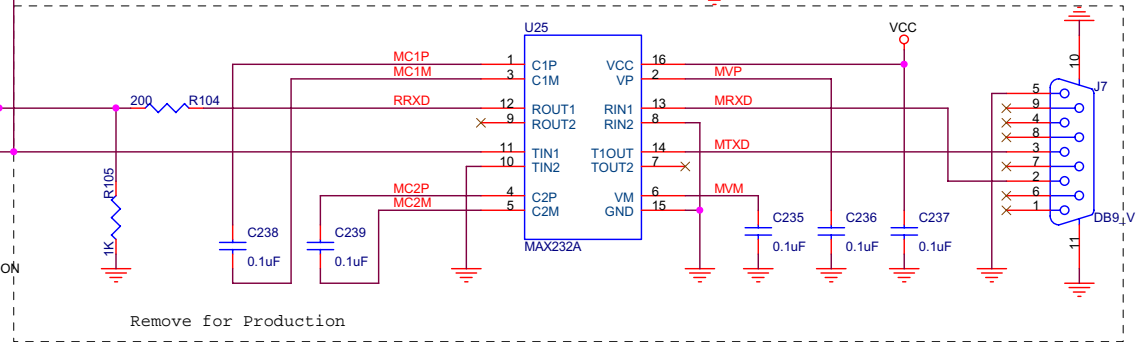 U25
VCC
MC1P 1 C1P VCC 16
MC1M 3 C1M VP 2 MVP
10
200 R104 RRXD 12 ROUT1 RIN1 13 MRXD
9 ROUT2 RIN2 8
11 TIN1 T1OUT 14 MTXD
10 TIN2 TOUT2 7
MC2P 4 C2P VM 6 MVM
MC2M 5 C2M GND 15
MAX232A
R105
1K
C238
0.1uF
C239
0.1uF
C235
0.1uF
C236
0.1uF
C237
0.1uF
J7
5
9
4
8
3
7
2
6
1
DB9_V
11
ON
Remove for Production